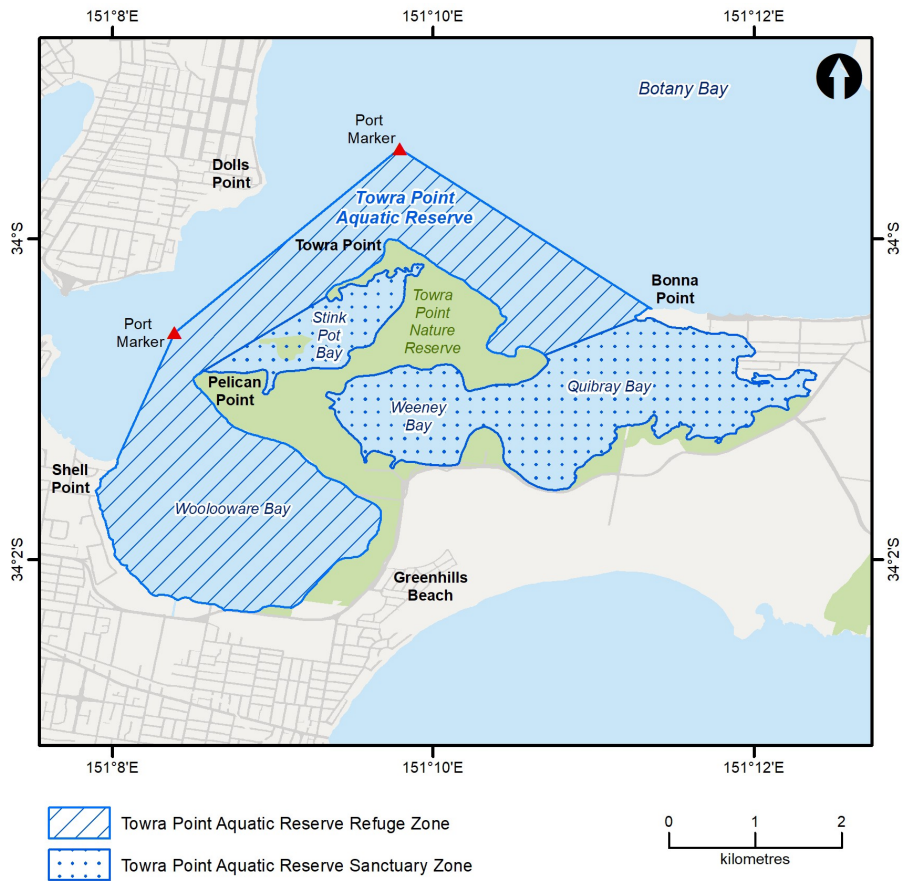 151°8'E
151°10'E
151°12'E
Botany Bay
Port
Marker
Dolls
Point
Towra Point
Aquatic Reserve
34°S
34°S
Towra Point
Bonna
Point
Towra
Point
Nature
Reserve
Stink
Pot
Bay
Port
Marker
Pelican
Point
Quibray Bay
Weeney
Bay
Shell
Point
Woolooware Bay
34°2'S
34°2'S
Greenhills
Beach
151°8'E
151°10'E
151°12'E
Towra Point Aquatic Reserve Refuge Zone
Towra Point Aquatic Reserve Sanctuary Zone
0 1 2
kilometres